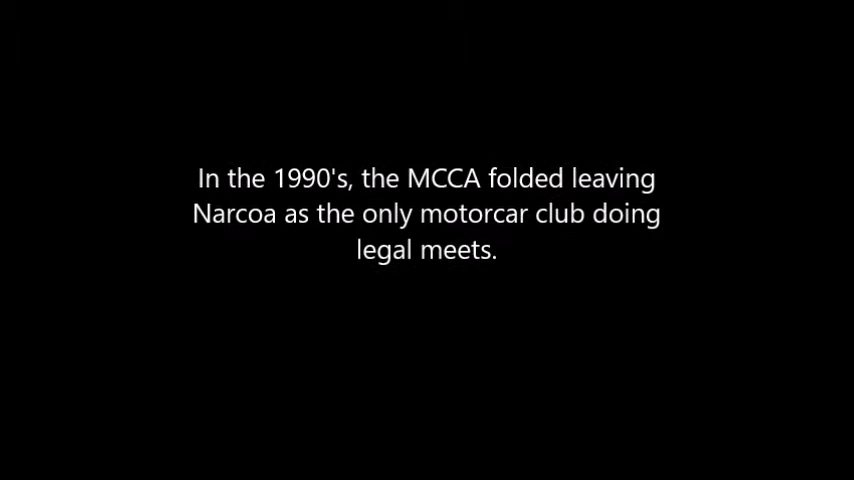 In the 1990's, the MCCA folded leaving
Narcoa as the only motorcar club doing
legal meets.